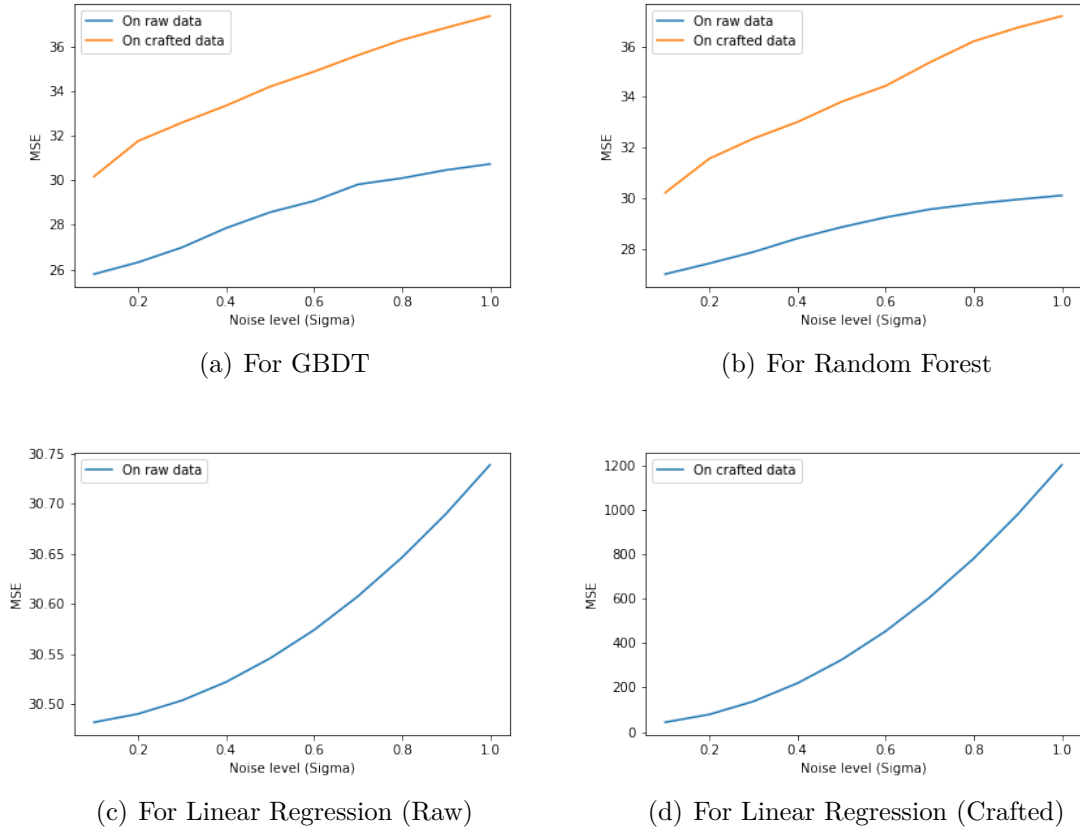 On raw data
On crafted data
36
34
32
30
28
26
MSE
0.2 0.4 0.6 0.8 1.0
Noise level (Sigma)
(a) For GBDT
On raw data
On crafted data
36
34
32
30
28
MSE
0.2 0.4 0.6 0.8 1.0
Noise level (Sigma)
(b) For Random Forest
On raw data
30.75
30.70
30.65
30.60
30.55
30.50
MSE
0.2 0.4 0.6 0.8 1.0
Noise level (Sigma)
(c) For Linear Regression (Raw)
On crafted data
1200
1000
800
600
400
200
0
MSE
0.2 0.4 0.6 0.8 1.0
Noise level (Sigma)
(d) For Linear Regression (Crafted)